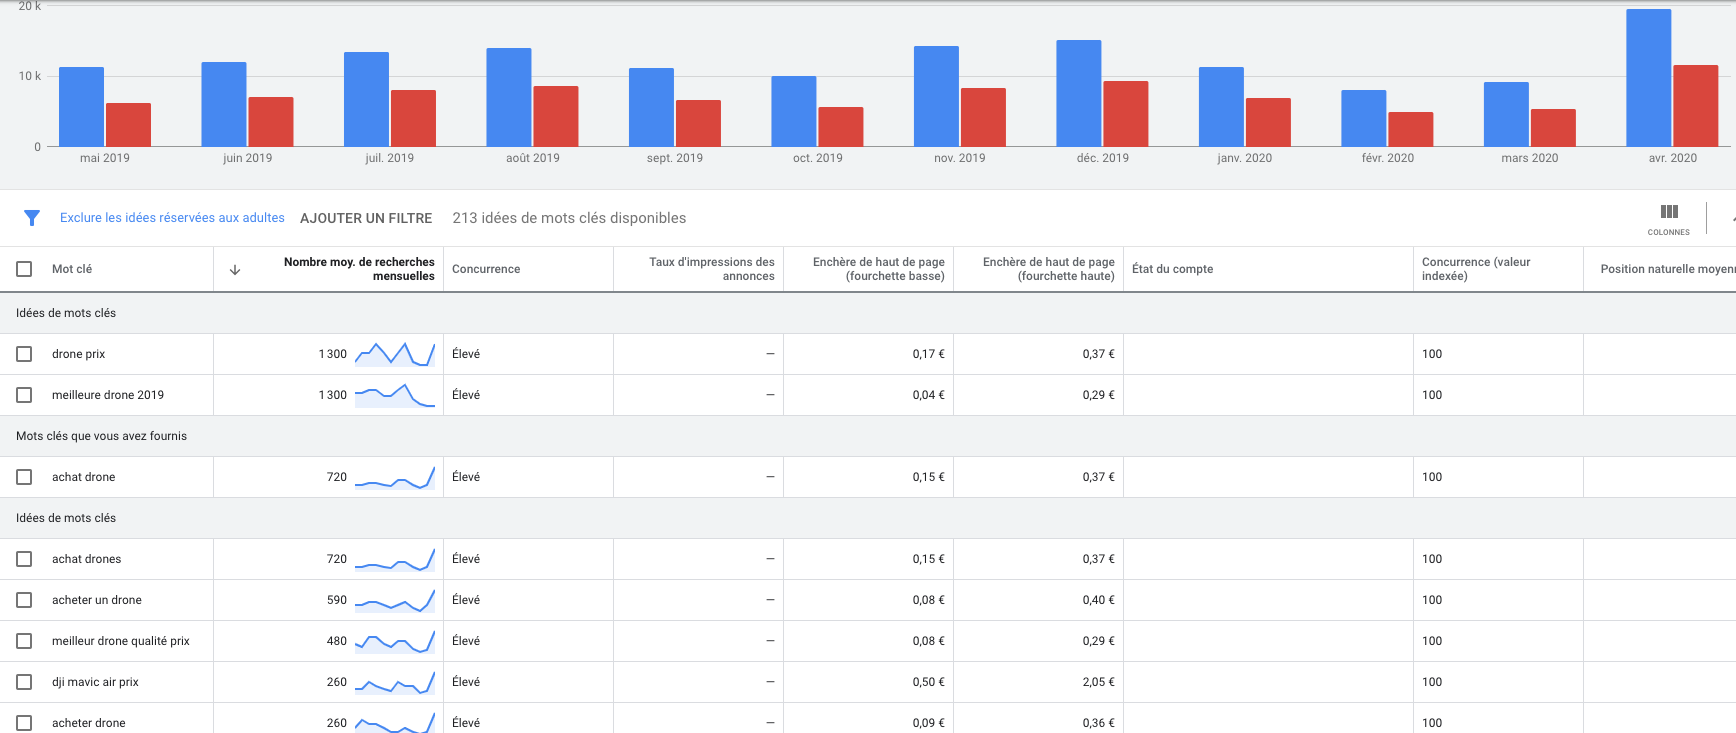 20 k
10 k
0
mai 2019
juin 2019
juil. 2019
août 2019
sept. 2019
oct. 2019
nov. 2019
déc. 2019
janv. 2020
févr. 2020
mars 2020
avr. 2020
Exclure les idées réservées aux adultes AJOUTER UN FILTRE 213 idées de mots clés disponibles
COLONNES
Mot clé
Nombre moy. de recherches
mensuelles
Concurrence
Taux d'impressions des
annonces
Enchère de haut de page
(fourchette basse)
Enchère de haut de page
(fourchette haute)
État du compte
Concurrence (valeur
indexée)
Position naturelle moyen
Idées de mots clés
drone prix 1 300 Élevé – 0,17 € 0,37 € 100
meilleure drone 2019 1 300 Élevé – 0,04 € 0,29 € 100
Mots clés que vous avez fournis
achat drone 720 Élevé – 0,15 € 0,37 € 100
Idées de mots clés
achat drones 720 Élevé – 0,15 € 0,37 € 100
acheter un drone 590 Élevé – 0,08 € 0,40 € 100
meilleur drone qualité prix 480 Élevé – 0,08 € 0,29 € 100
dji mavic air prix 260 Élevé – 0,50 € 2,05 € 100
acheter drone 260 Élevé – 0,09 € 0,36 € 100